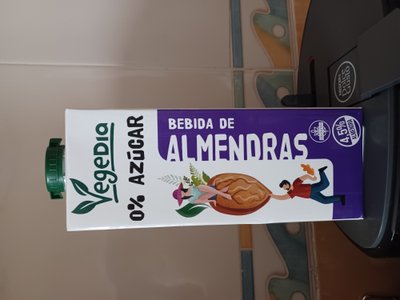 VegeDia
0% AZÚCAR
BEBIDA DE
ALMENDRAS
4,5%